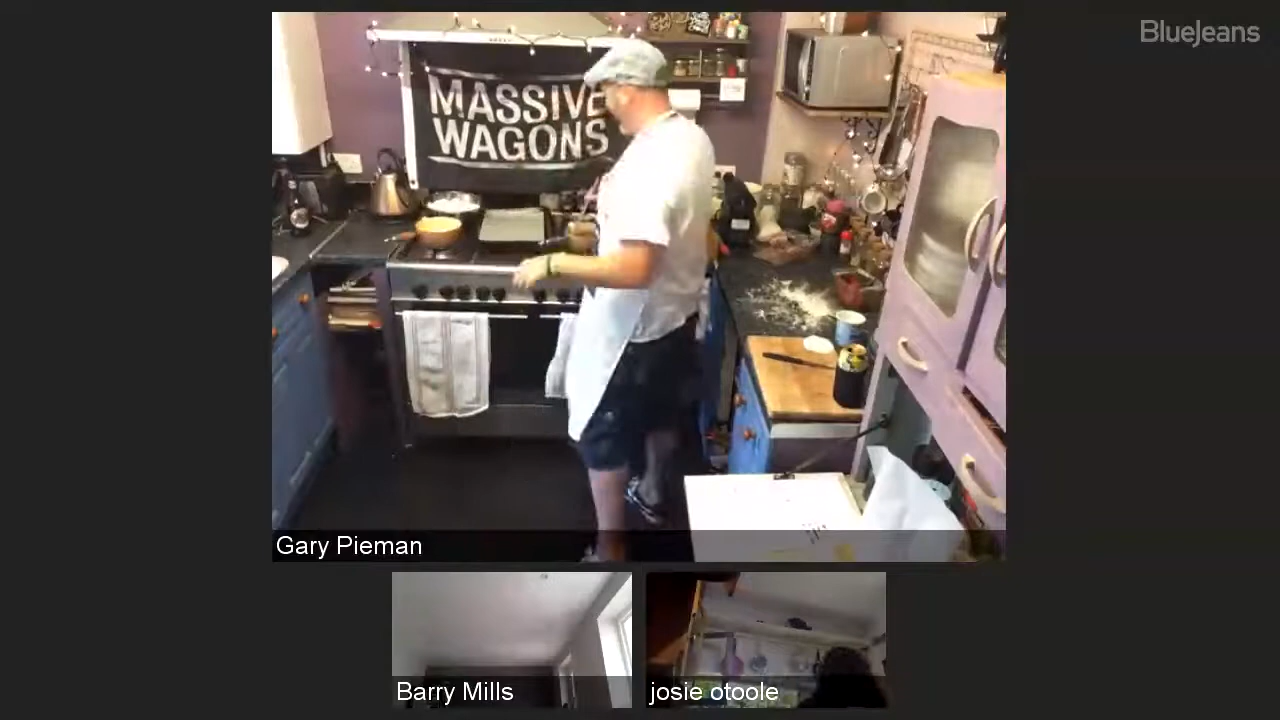 BlueJeans
MASSIVE
WAGONS
Gary Pieman
Barry Mills
josie otoole